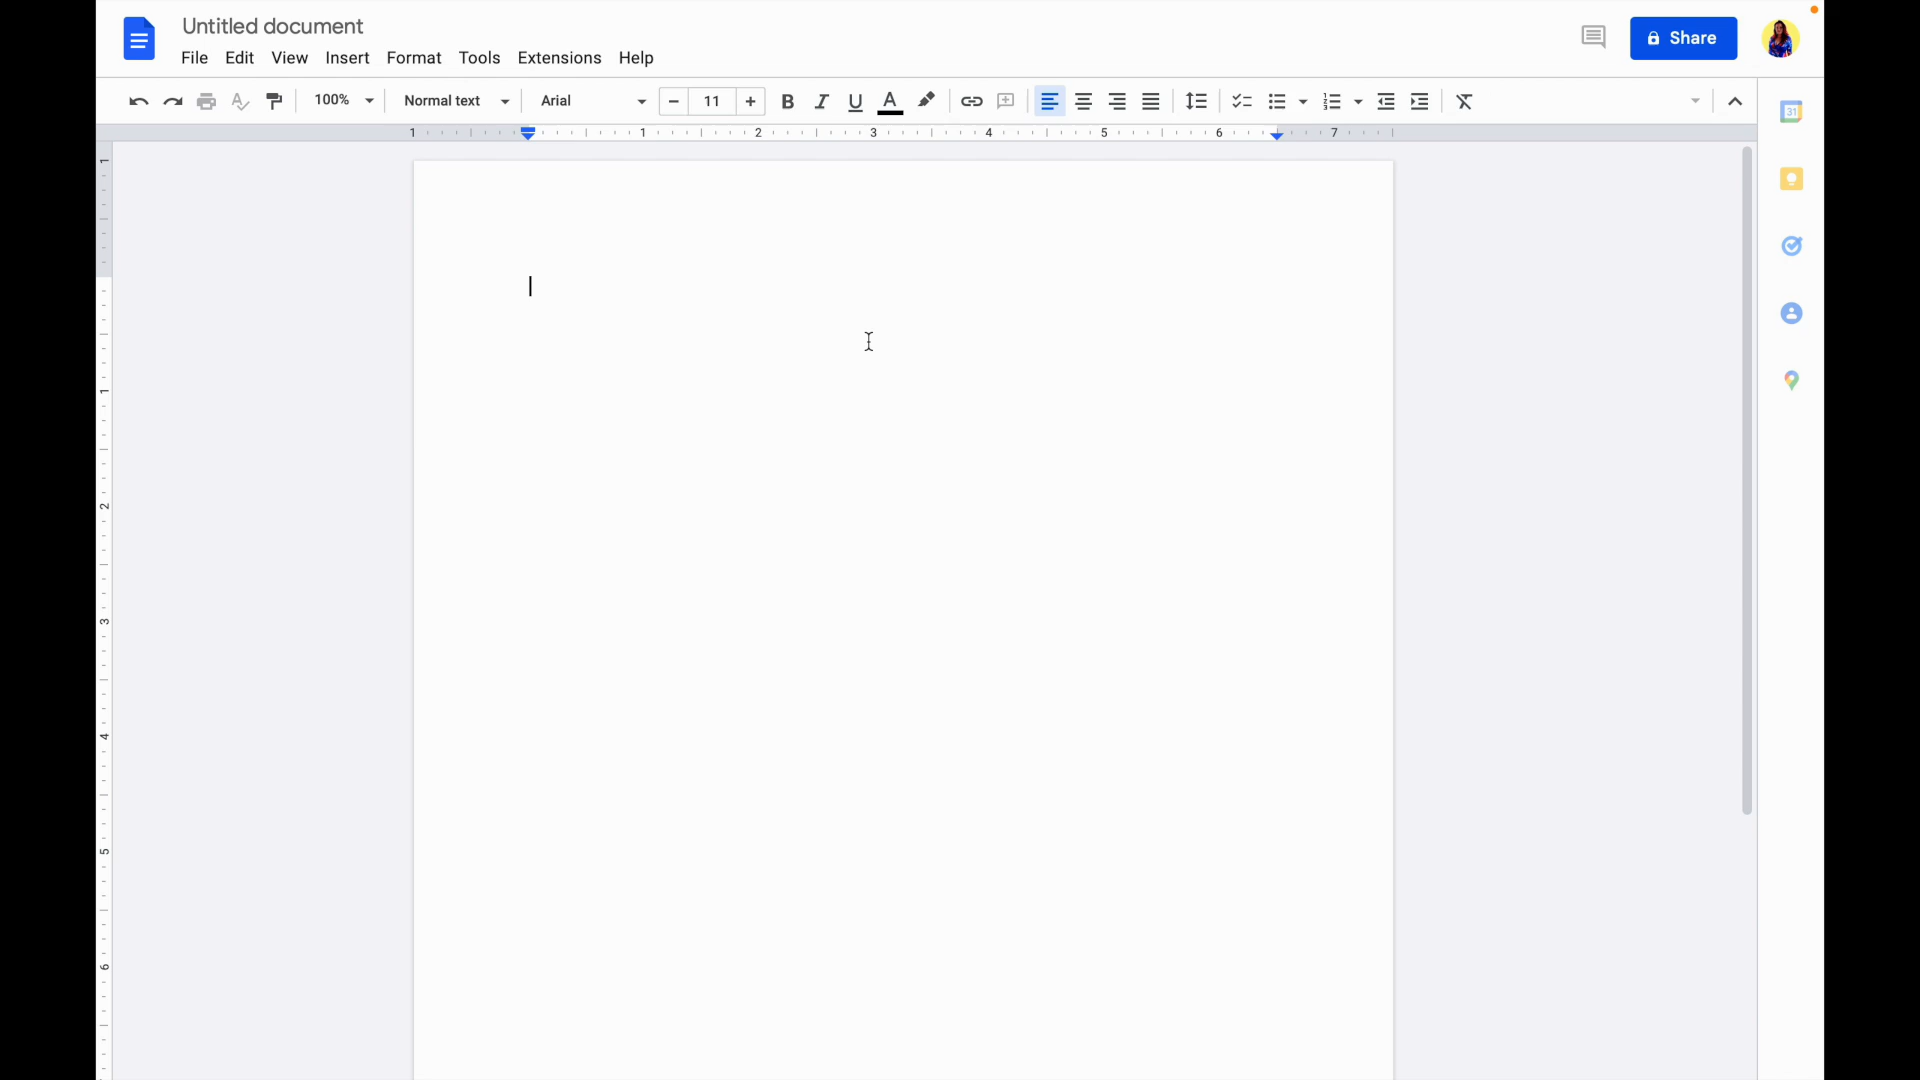 Untitled document
File Edit View Insert Format Tools Extensions Help
Share
100% Normal text Arial 11 B I U A
1 1 2 3 4 5 6 7
31
1
1
2
3
4
5
6